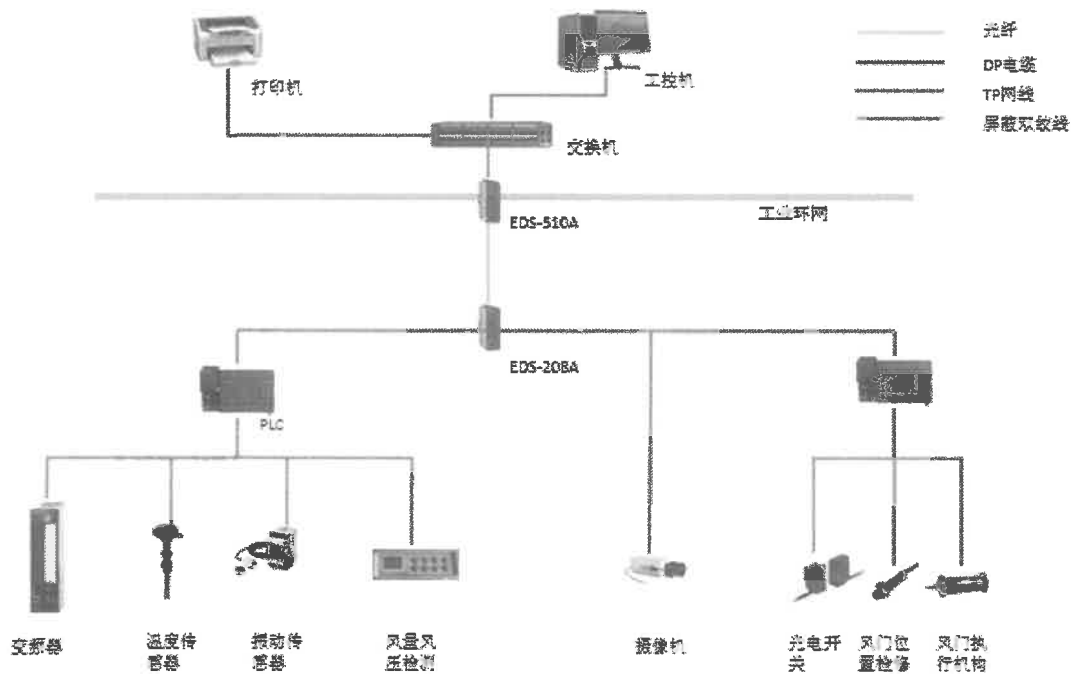 光纤
DP电缆
TP网线
屏蔽双绞线
打印机
工控机
交换机
工业环网
EDS-510A
EDS-208A
PLC
变频器
温度传
感器
振动传
感器
风量风
压检测
摄像机
光电开
关
风门位
置检修
风门执
行机构